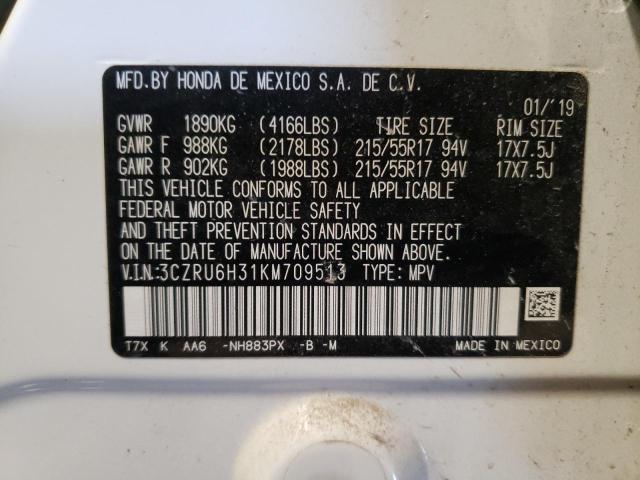 MFD.BY HONDA DE MEXICO S.A. DE C.V.
01/'19
GVWR 1890KG (4166LBS) TIRE SIZE RIM SIZE
GAWR F 988KG (2178LBS) 215/55R17 94V 17X7.5J
GAWR R 902KG (1988LBS) 215/55R17 94V 17X7.5J
THIS VEHICLE CONFORMS TO ALL APPLICABLE
FEDERAL MOTOR VEHICLE SAFETY
AND THEFT PREVENTION STANDARDS IN EFFECT
ON THE DATE OF MANUFACTURE SHOWN ABOVE.
V.I.N.:3CZRU6H31KM709513 TYPE: MPV
T7X K AA6 -NH883PX -B -M MADE IN MEXICO